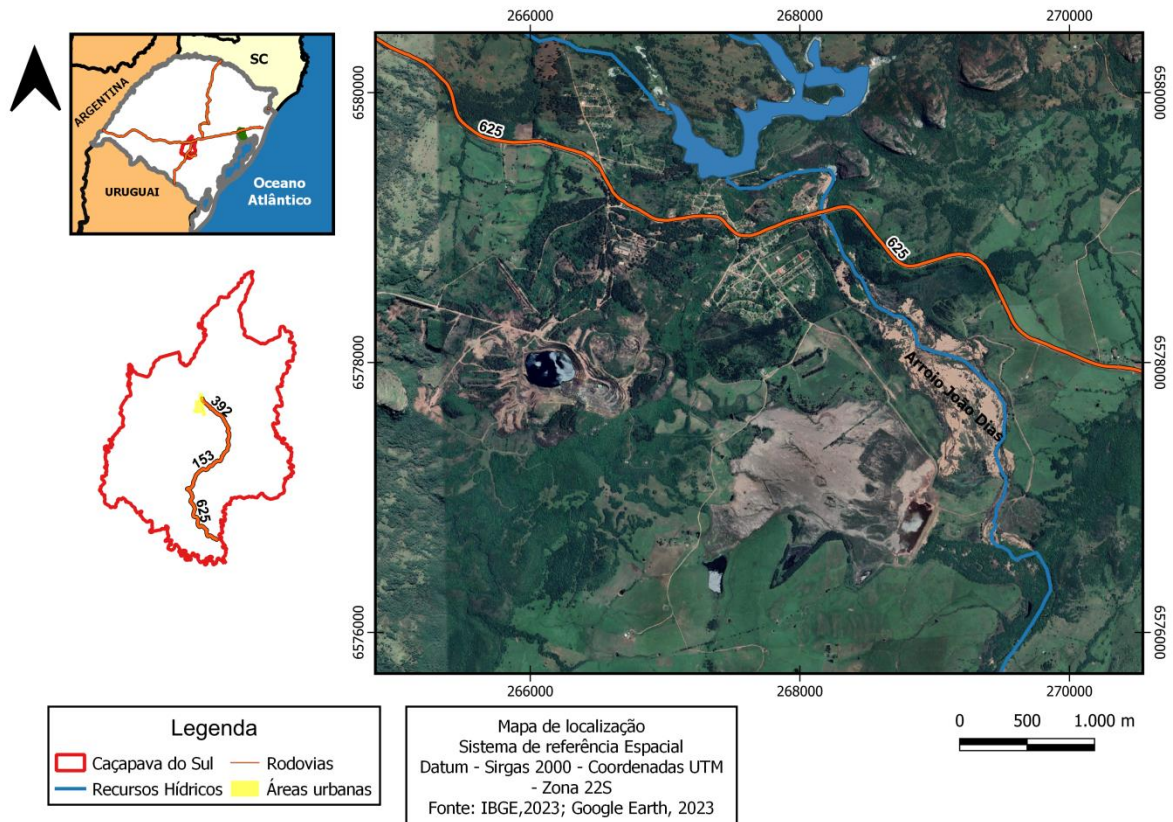 266000
268000
270000
6580000
6578000
6576000
6580000
6578000
6576000
266000
268000
270000
SC
ARGENTINA
URUGUAI
Oceano
Atlântico
392
153
625
625
625
Arroio João Dias
Legenda
Caçapava do Sul
Rodovias
Recursos Hídricos
Áreas urbanas
Mapa de localização
Sistema de referência Espacial
Datum - Sirgas 2000 - Coordenadas UTM
- Zona 22S
Fonte: IBGE,2023; Google Earth, 2023
0 500 1.000 m